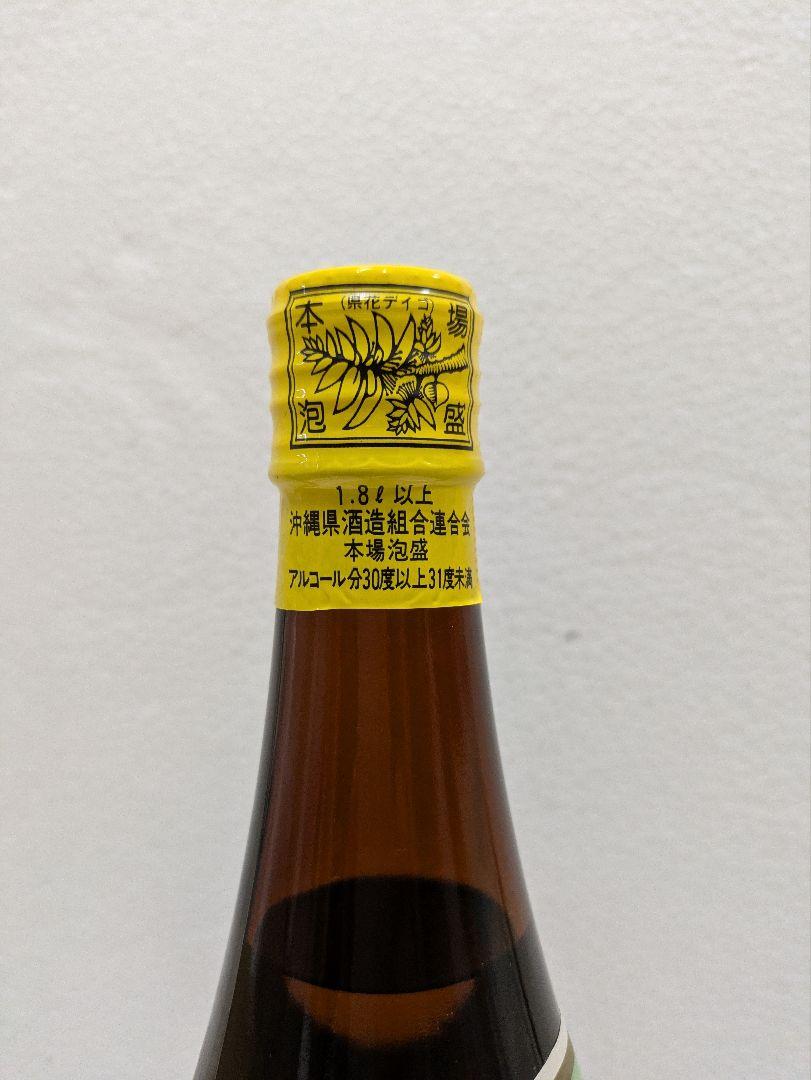 本 (県花デイゴ) 場
泡 盛
1.8ℓ以上
沖縄県酒造組合連合会
本場泡盛
アルコール分30度以上31度未満